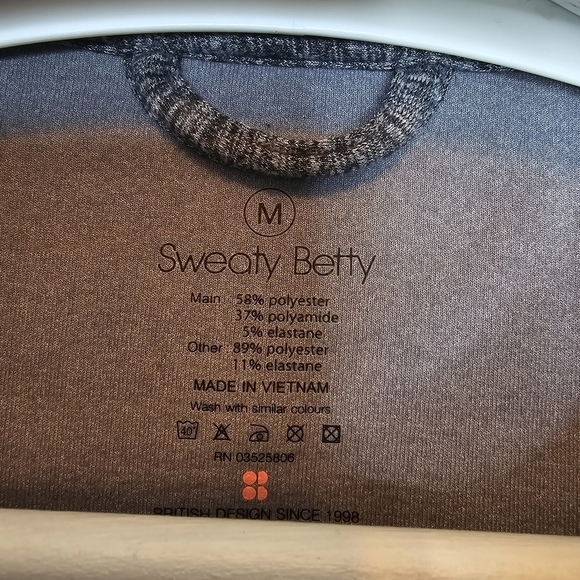 M
Sweaty Betty
Main 58% polyester
37% polyamide
5% elastane
Other 89% polyester
11% elastane
MADE IN VIETNAM
Wash with similar colours
40°
RN 03525806
BRITISH DESIGN SINCE 1998